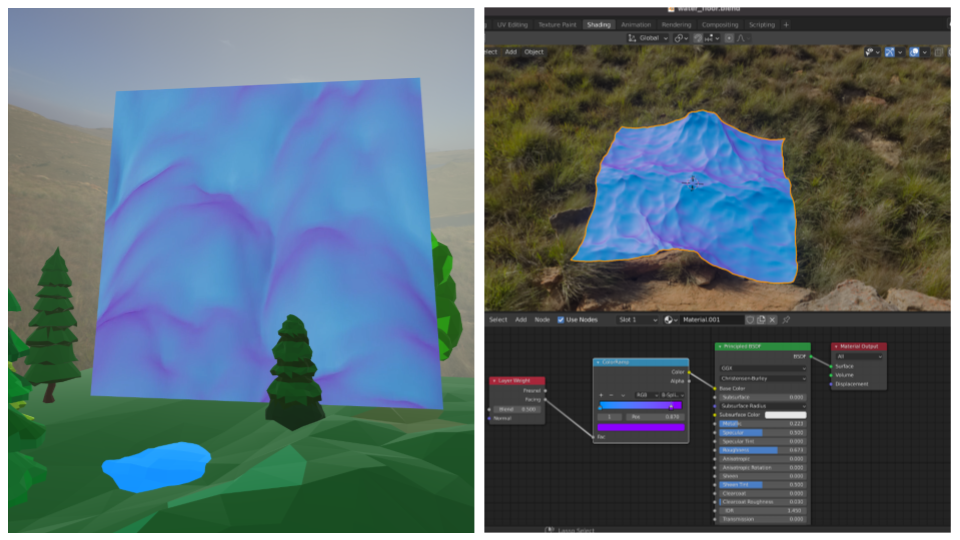 water_floor.blend
UV Editing Texture Paint Shading Animation Rendering Compositing Scripting +
Global
Add Object
Select Add Node Use Nodes Slot 1 Material.001
Layer Weight
Fresnel
Facing
Blend 0.500
Normal
ColorRamp
Color
Alpha
RGB B-Spl..
1 Pos 0.876
Fac
Principled BSDF
BSDF
GGX
Christensen-Burley
Base Color
Subsurface 0.000
Subsurface Radius
Subsurface Color
Metallic 0.223
Specular 0.500
Specular Tint 0.000
Roughness 0.673
Anisotropic 0.000
Anisotropic Rotation 0.000
Sheen 0.000
Sheen Tint 0.500
Clearcoat 0.000
Clearcoat Roughness 0.031
IOR 1.450
Transmission 0.000
Material Output
All
Surface
Volume
Displacement
Lasso Select